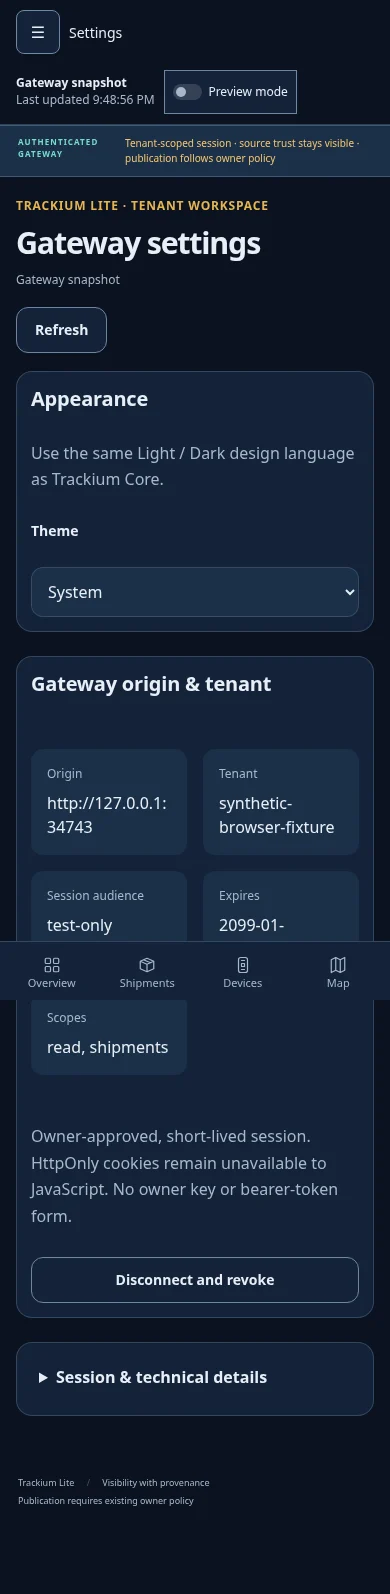 ☰ Settings
Gateway snapshot
Last updated 9:48:56 PM
Preview mode
AUTHENTICATED
GATEWAY
Tenant-scoped session · source trust stays visible ·
publication follows owner policy
TRACKIUM LITE · TENANT WORKSPACE
Gateway settings
Gateway snapshot
Refresh
Appearance
Use the same Light / Dark design language
as Trackium Core.
Theme
System
Gateway origin & tenant
Origin
http://127.0.0.1:
34743
Tenant
synthetic-
browser-fixture
Session audience
test-only
Expires
2099-01-
Overview
Shipments
Devices
Map
Scopes
read, shipments
Owner-approved, short-lived session.
HttpOnly cookies remain unavailable to
JavaScript. No owner key or bearer-token
form.
Disconnect and revoke
▶ Session & technical details
Trackium Lite / Visibility with provenance
Publication requires existing owner policy